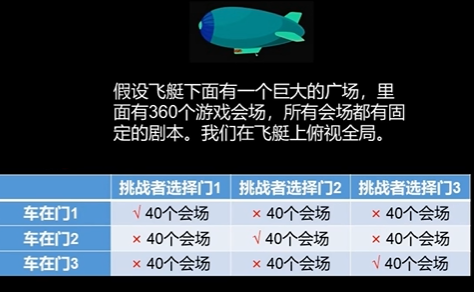 假设飞艇下面有一个巨大的广场，里
面有360个游戏会场，所有会场都有固
定的剧本。我们在飞艇上俯视全局。
挑战者选择门1 挑战者选择门2 挑战者选择门3
车在门1 √ 40个会场 × 40个会场 × 40个会场
车在门2 × 40个会场 √ 40个会场 × 40个会场
车在门3 × 40个会场 × 40个会场 √ 40个会场